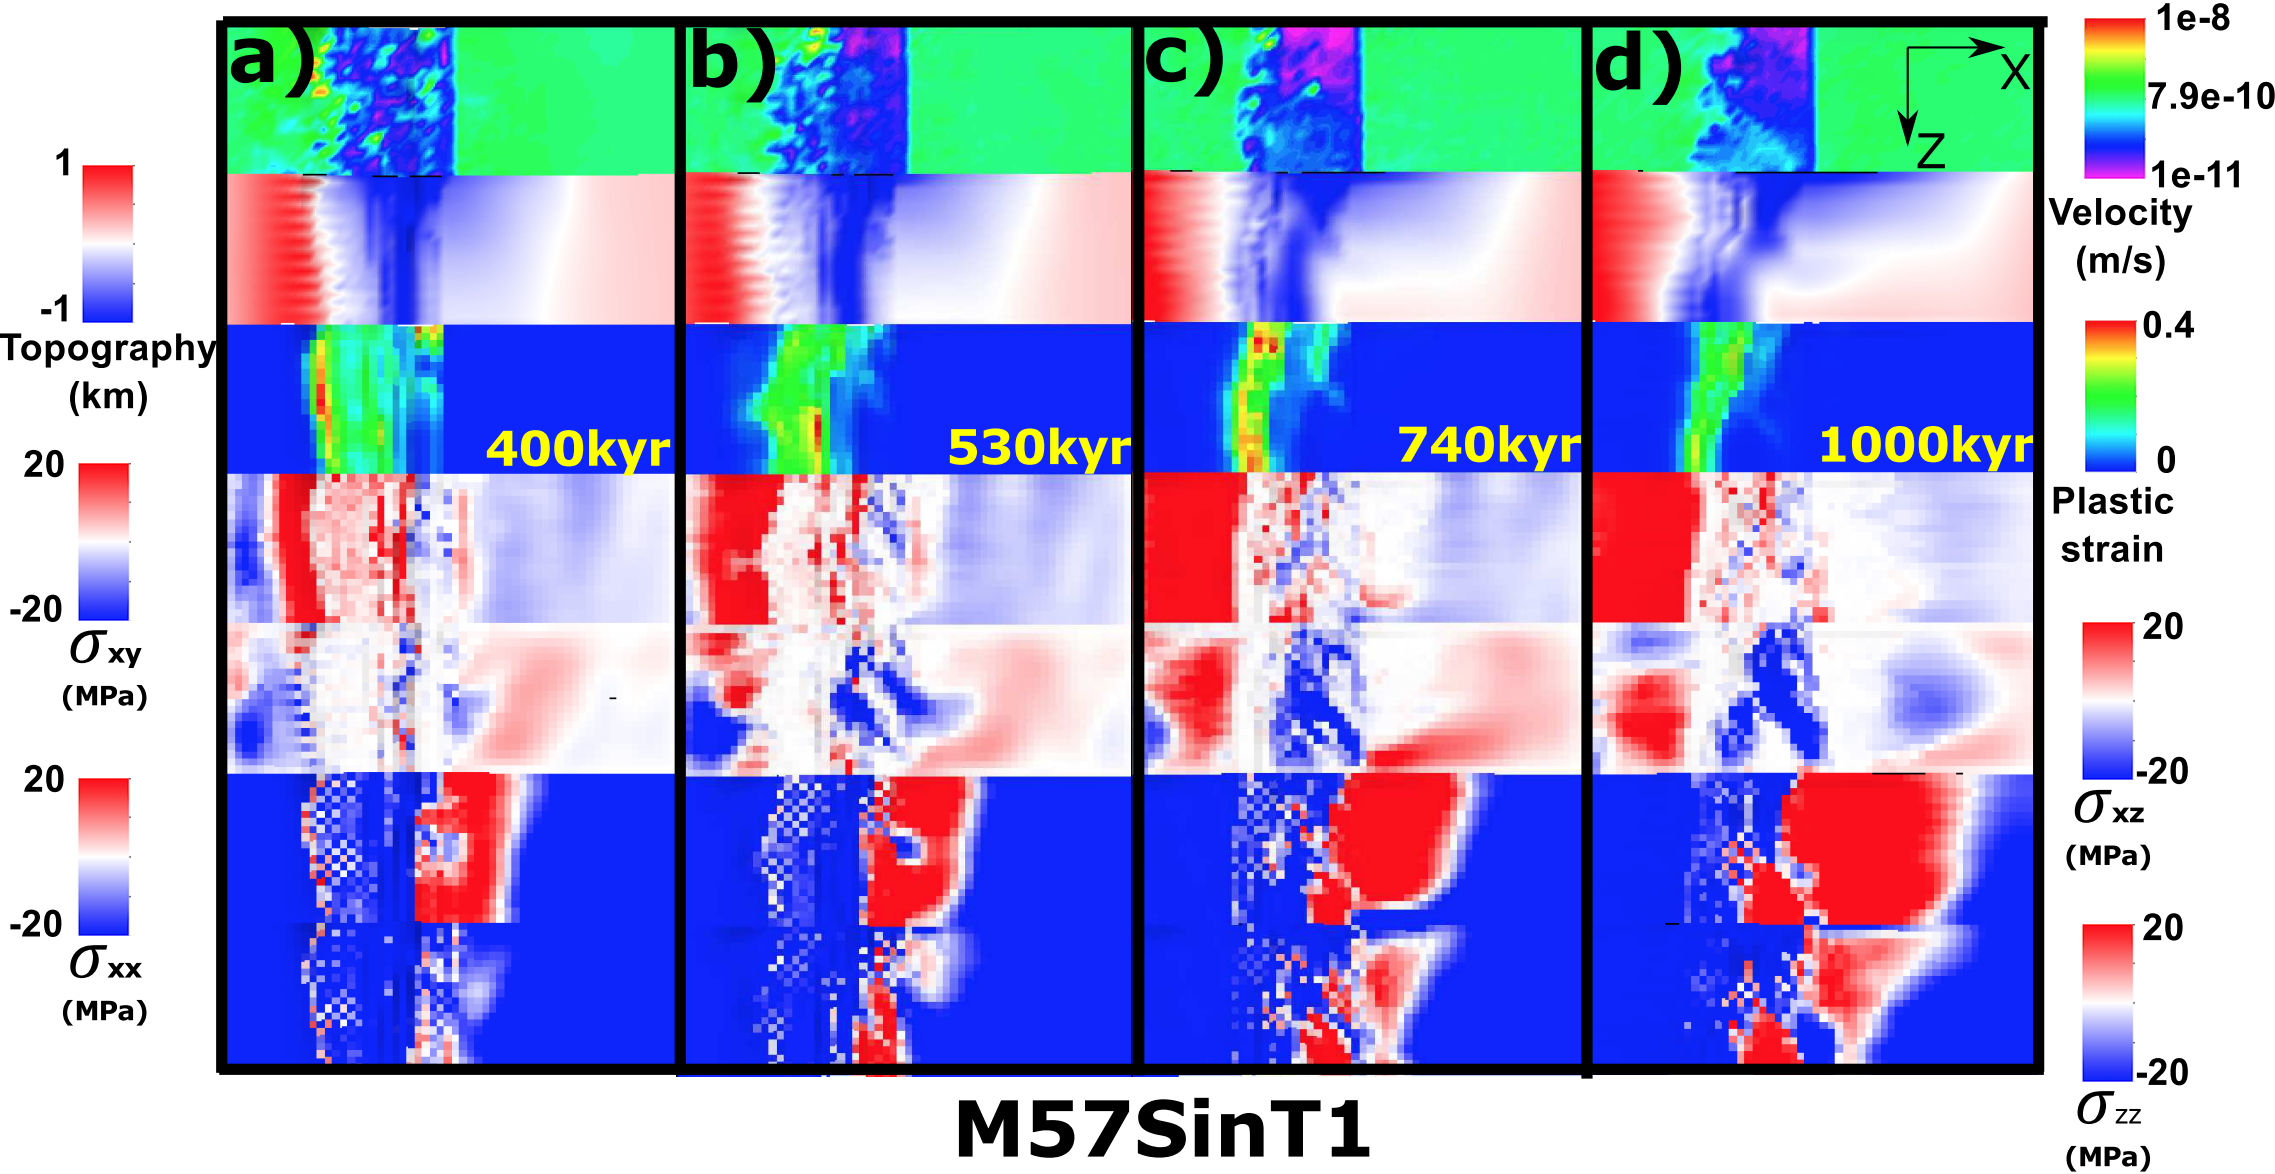 a)
b)
c)
d)
X
Z
1
-1
Topography
(km)
20
-20
σxy
(MPa)
20
-20
σxx
(MPa)
400kyr
530kyr
740kyr
1000kyr
1e-8
7.9e-10
1e-11
Velocity
(m/s)
0.4
0
Plastic
strain
20
-20
σxz
(MPa)
20
-20
σzz
(MPa)
M57SinT1